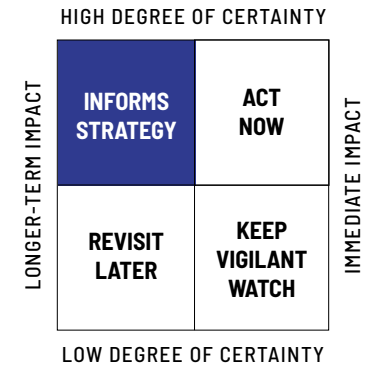 HIGH DEGREE OF CERTAINTY
LONGER-TERM IMPACT
INFORMS
STRATEGY
ACT
NOW
IMMEDIATE IMPACT
REVISIT
LATER
KEEP
VIGILANT
WATCH
LOW DEGREE OF CERTAINTY